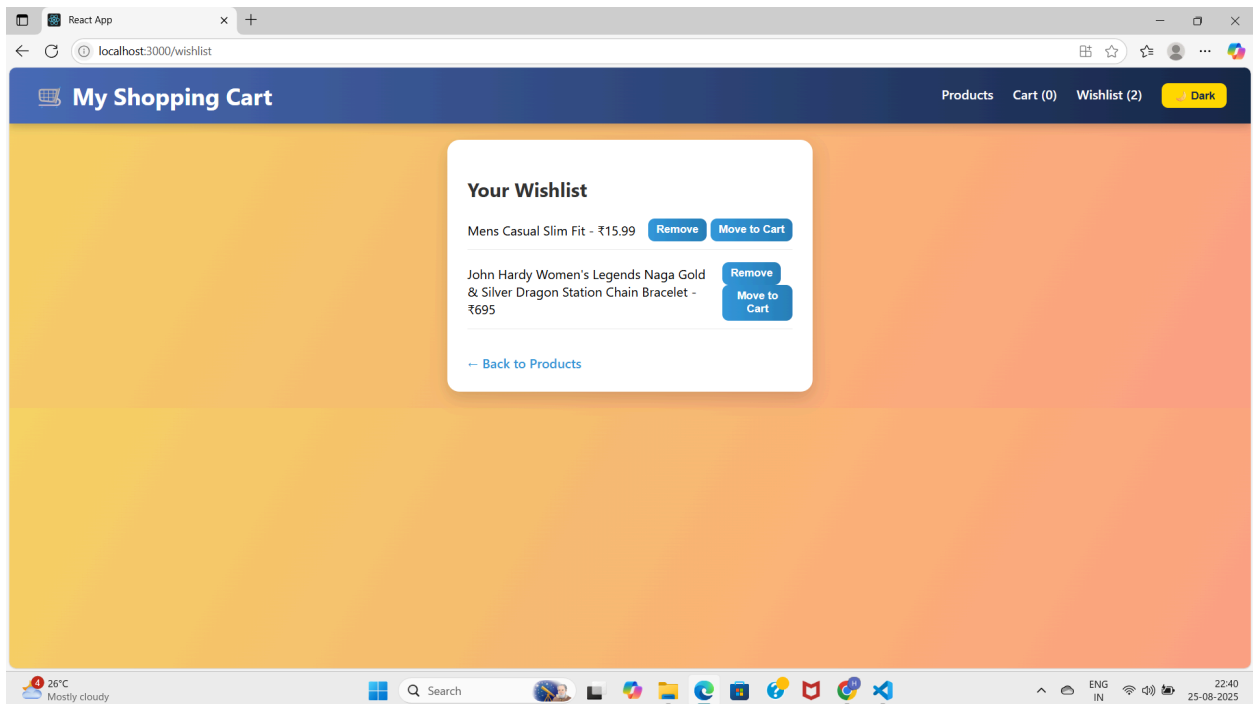 React App
localhost:3000/wishlist
My Shopping Cart
Products Cart (0) Wishlist (2) Dark
Your Wishlist
Mens Casual Slim Fit - ₹15.99 Remove Move to Cart
John Hardy Women's Legends Naga Gold
& Silver Dragon Station Chain Bracelet -
₹695
Remove
Move to
Cart
← Back to Products
4
26°C
Mostly cloudy
Search
H
ENG
IN
22:40
25-08-2025